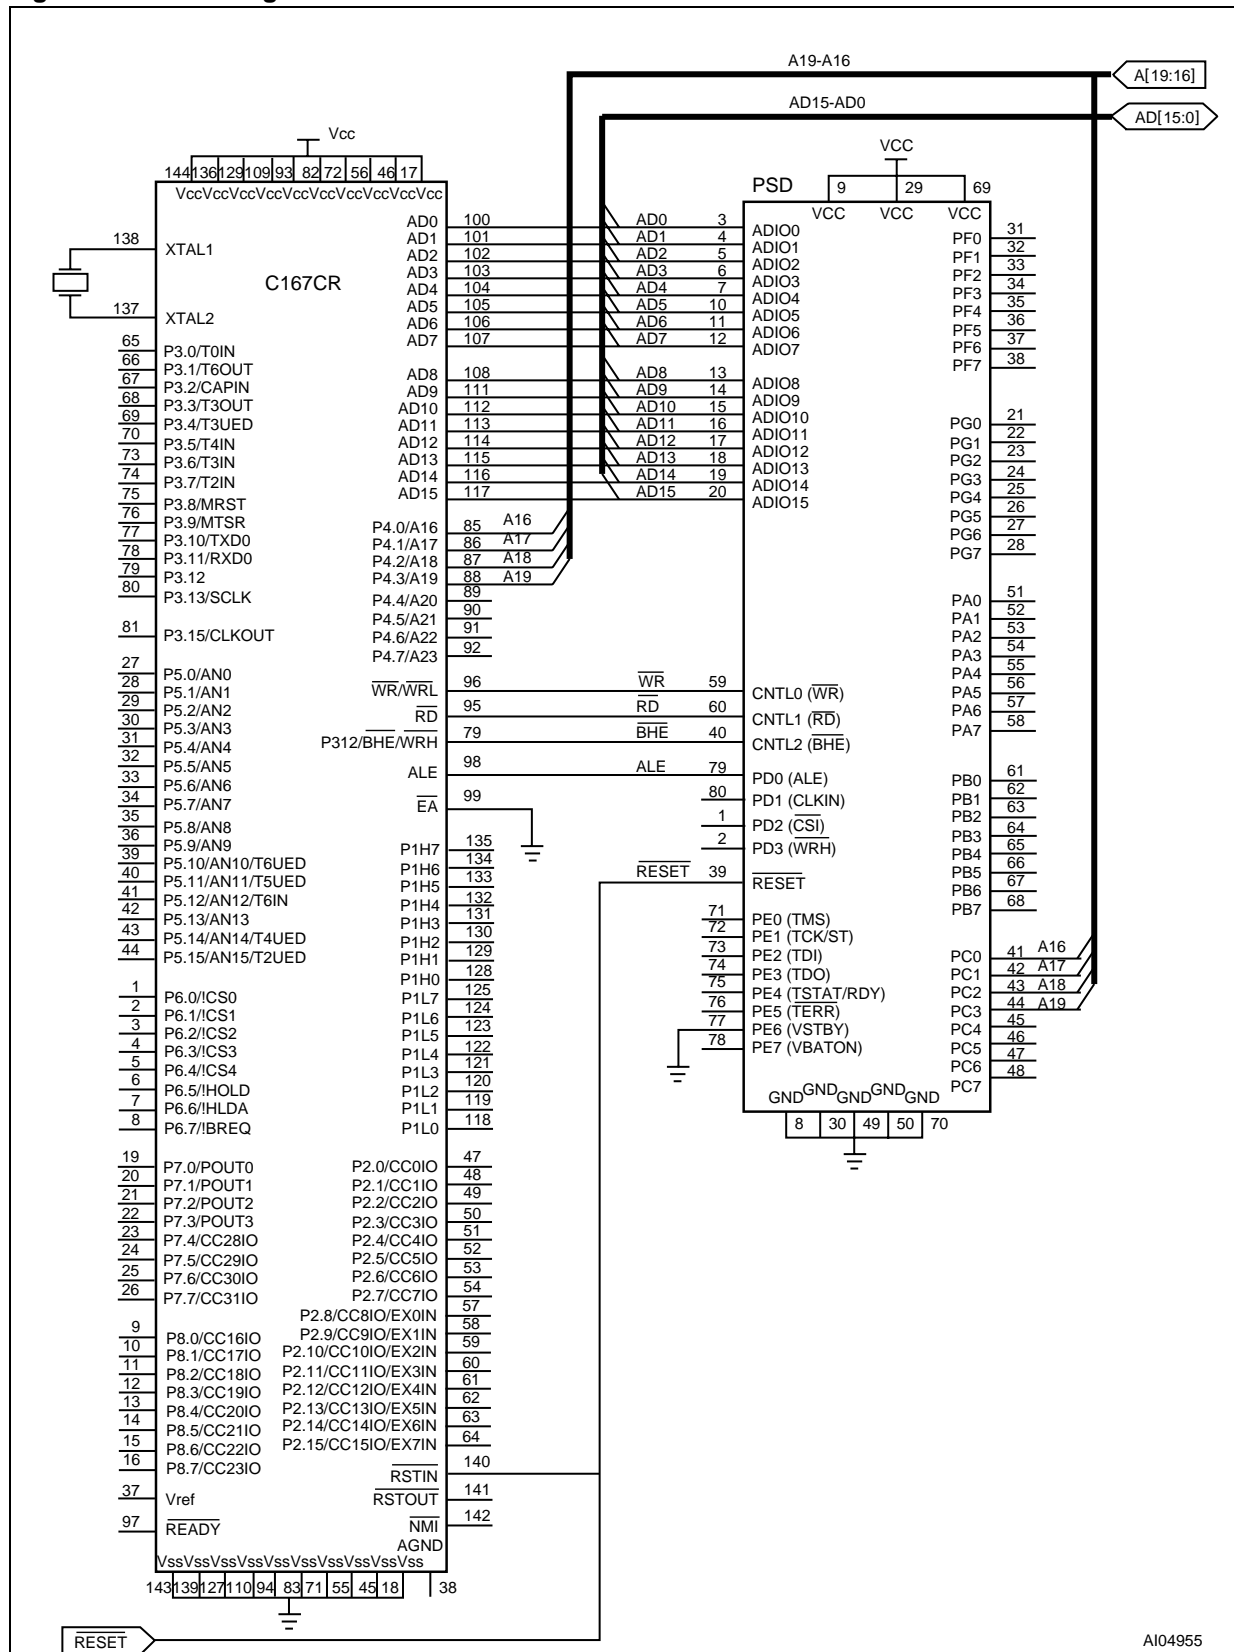 A19-A16
A[19:16]
AD15-AD0
AD[15:0]
Vcc
144 136 129 109 93 82 72 56 46 17
Vcc Vcc Vcc Vcc Vcc Vcc Vcc Vcc Vcc Vcc
C167CR
138 XTAL1
137 XTAL2
65 P3.0/T0IN
66 P3.1/T6OUT
67 P3.2/CAPIN
68 P3.3/T3OUT
69 P3.4/T3UED
70 P3.5/T4IN
73 P3.6/T3IN
74 P3.7/T2IN
75 P3.8/MRST
76 P3.9/MTSR
77 P3.10/TXD0
78 P3.11/RXD0
79 P3.12
80 P3.13/SCLK
81 P3.15/CLKOUT
27 P5.0/AN0
28 P5.1/AN1
29 P5.2/AN2
30 P5.3/AN3
31 P5.4/AN4
32 P5.5/AN5
33 P5.6/AN6
34 P5.7/AN7
35 P5.8/AN8
36 P5.9/AN9
39 P5.10/AN10/T6UED
40 P5.11/AN11/T5UED
41 P5.12/AN12/T6IN
42 P5.13/AN13
43 P5.14/AN14/T4UED
44 P5.15/AN15/T2UED
1 P6.0/!CS0
2 P6.1/!CS1
3 P6.2/!CS2
4 P6.3/!CS3
5 P6.4/!CS4
6 P6.5/!HOLD
7 P6.6/!HLDA
8 P6.7/!BREQ
19 P7.0/POUT0
20 P7.1/POUT1
21 P7.2/POUT2
22 P7.3/POUT3
23 P7.4/CC28IO
24 P7.5/CC29IO
25 P7.6/CC30IO
26 P7.7/CC31IO
9 P8.0/CC16IO
10 P8.1/CC17IO
11 P8.2/CC18IO
12 P8.3/CC19IO
13 P8.4/CC20IO
14 P8.5/CC21IO
15 P8.6/CC22IO
16 P8.7/CC23IO
37 Vref
97 READY
AD0 100 AD0 3 ADIO0
AD1 101 AD1 4 ADIO1
AD2 102 AD2 5 ADIO2
AD3 103 AD3 6 ADIO3
AD4 104 AD4 7 ADIO4
AD5 105 AD5 10 ADIO5
AD6 106 AD6 11 ADIO6
AD7 107 AD7 12 ADIO7
AD8 108 AD8 13 ADIO8
AD9 111 AD9 14 ADIO9
AD10 112 AD10 15 ADIO10
AD11 113 AD11 16 ADIO11
AD12 114 AD12 17 ADIO12
AD13 115 AD13 18 ADIO13
AD14 116 AD14 19 ADIO14
AD15 117 AD15 20 ADIO15
P4.0/A16 85 A16
P4.1/A17 86 A17
P4.2/A18 87 A18
P4.3/A19 88 A19
P4.4/A20 89
P4.5/A21 90
P4.6/A22 91
P4.7/A23 92
WR/WRL 96 WR 59 CNTL0 (WR)
RD 95 RD 60 CNTL1 (RD)
P312/BHE/WRH 79 BHE 40 CNTL2 (BHE)
ALE 98 ALE 79 PD0 (ALE)
EA 99
80 PD1 (CLKIN)
1 PD2 (CSI)
2 PD3 (WRH)
RESET 39 RESET
P1H7 135
P1H6 134
P1H5 133
P1H4 132
P1H3 131
P1H2 130
P1H1 129
P1H0 128
P1L7 125
P1L6 124
P1L5 123
P1L4 122
P1L3 121
P1L2 120
P1L1 119
P1L0 118
P2.0/CC0IO 47
P2.1/CC1IO 48
P2.2/CC2IO 49
P2.3/CC3IO 50
P2.4/CC4IO 51
P2.5/CC5IO 52
P2.6/CC6IO 53
P2.7/CC7IO 54
P2.8/CC8IO/EX0IN 57
P2.9/CC9IO/EX1IN 58
P2.10/CC10IO/EX2IN 59
P2.11/CC11IO/EX3IN 60
P2.12/CC12IO/EX4IN 61
P2.13/CC13IO/EX5IN 62
P2.14/CC14IO/EX6IN 63
P2.15/CC15IO/EX7IN 64
RSTIN 140
RSTOUT 141
NMI 142
AGND
Vss Vss Vss Vss Vss Vss Vss Vss Vss Vss
143 139 127 110 94 83 71 55 45 18 38
VCC
PSD 9 29 69
VCC VCC VCC
71 PE0 (TMS)
72 PE1 (TCK/ST)
73 PE2 (TDI)
74 PE3 (TDO)
75 PE4 (TSTAT/RDY)
76 PE5 (TERR)
77 PE6 (VSTBY)
78 PE7 (VBATON)
PF0 31
PF1 32
PF2 33
PF3 34
PF4 35
PF5 36
PF6 37
PF7 38
PG0 21
PG1 22
PG2 23
PG3 24
PG4 25
PG5 26
PG6 27
PG7 28
PA0 51
PA1 52
PA2 53
PA3 54
PA4 55
PA5 56
PA6 57
PA7 58
PB0 61
PB1 62
PB2 63
PB3 64
PB4 65
PB5 66
PB6 67
PB7 68
PC0 41 A16
PC1 42 A17
PC2 43 A18
PC3 44 A19
PC4 45
PC5 46
PC6 47
PC7 48
GND GND GND GND GND
8 30 49 50 70
RESET
AI04955